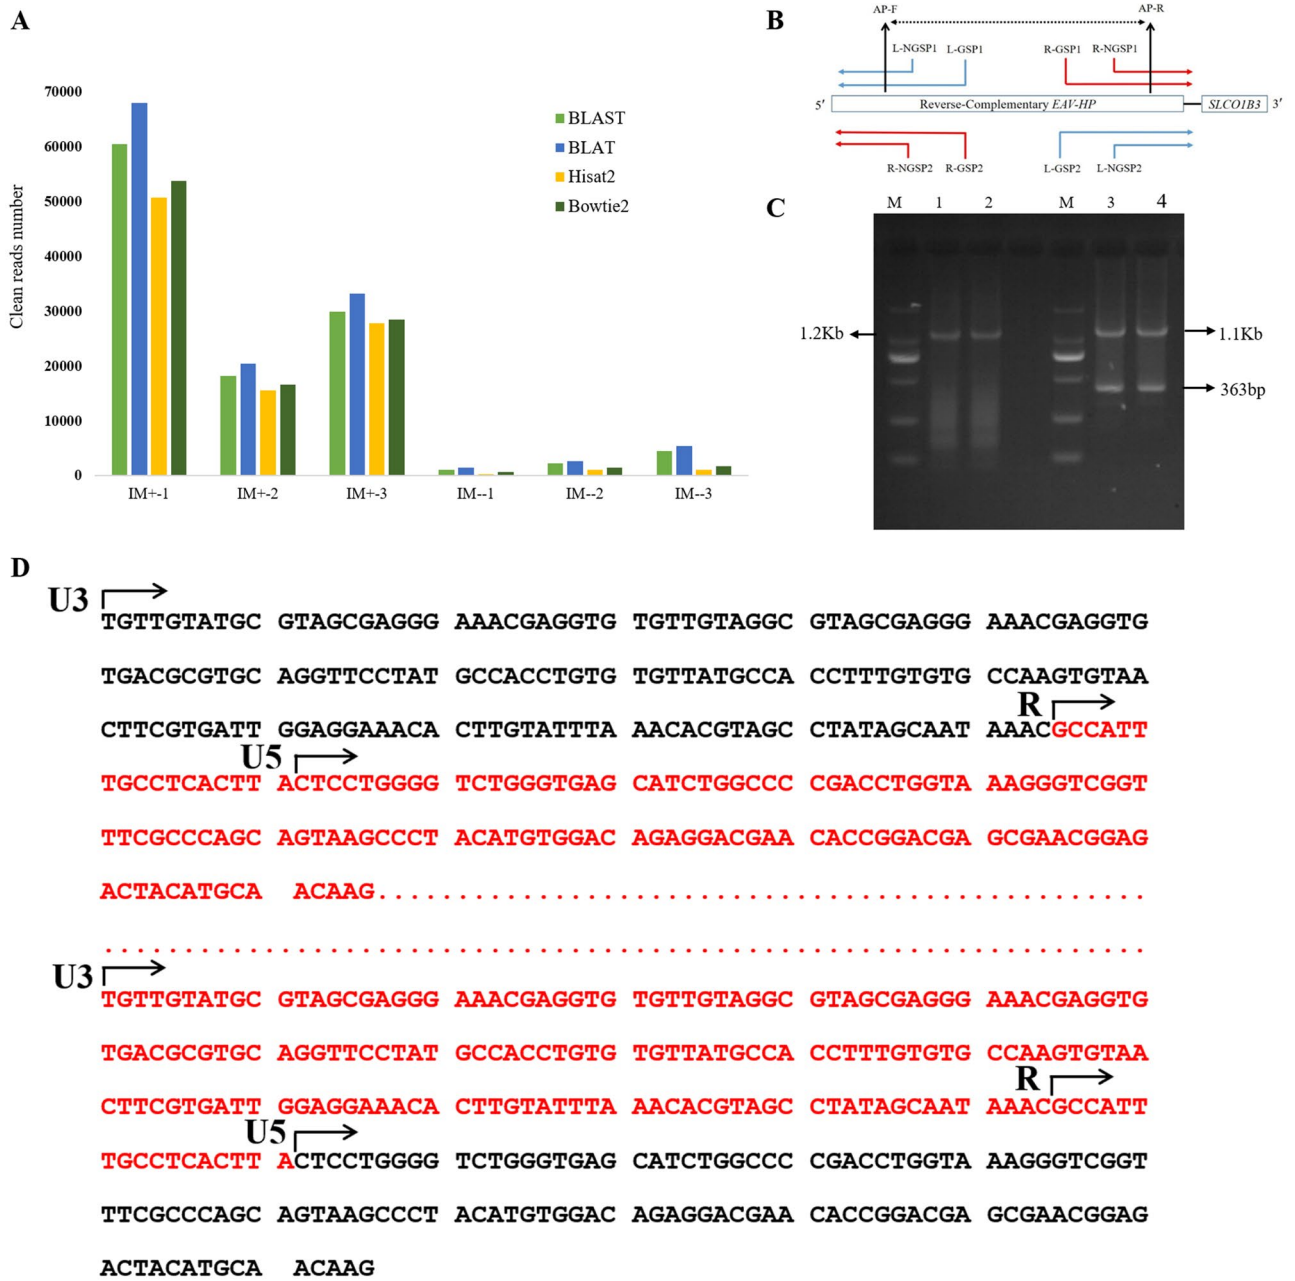 A
Clean reads number
70000
60000
50000
40000
30000
20000
10000
0
BLAST
BLAT
Hisat2
Bowtie2
IM+-1 IM+-2 IM+-3 IM--1 IM--2 IM--3
B
AP-F AP-R
L-NGSP1 L-GSP1 R-GSP1 R-NGSP1
5′ Reverse-Complementary EAV-HP SLCO1B3 3′
R-NGSP2 R-GSP2 L-GSP2 L-NGSP2
C
M 1 2 M 3 4
1.2Kb 1.1Kb
363bp
D
U3
TGTTGTATGC GTAGCGAGGG AAACGAGGTG TGTTGTAGGC GTAGCGAGGG AAACGAGGTG
TGACGCGTGC AGGTTCCTAT GCCACCTGTG TGTTATGCCA CCTTTGTGTG CCAAGTGTAA
R
CTTCGTGATT GGAGGAAACA CTTGTATTTA AACACGTAGC CTATAGCAAT AAACGCCATT
U5
TGCCTCACTT ACTCCTGGGG TCTGGGTGAG CATCTGGCCC CGACCTGGTA AAGGGTCGGT
TTCGCCCAGC AGTAAGCCCT ACATGTGGAC AGAGGACGAA CACCGGACGA GCGAACGGAG
ACTACATGCA ACAAG................................................
..................................................................
U3
TGTTGTATGC GTAGCGAGGG AAACGAGGTG TGTTGTAGGC GTAGCGAGGG AAACGAGGTG
TGACGCGTGC AGGTTCCTAT GCCACCTGTG TGTTATGCCA CCTTTGTGTG CCAAGTGTAA
R
CTTCGTGATT GGAGGAAACA CTTGTATTTA AACACGTAGC CTATAGCAAT AAACGCCATT
U5
TGCCTCACTT ACTCCTGGGG TCTGGGTGAG CATCTGGCCC CGACCTGGTA AAGGGTCGGT
TTCGCCCAGC AGTAAGCCCT ACATGTGGAC AGAGGACGAA CACCGGACGA GCGAACGGAG
ACTACATGCA ACAAG